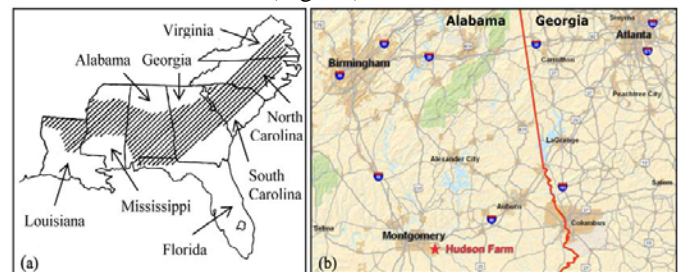 Virginia
Alabama
Georgia
North
Carolina
South
Carolina
Mississippi
Louisiana
Florida
(a)
Alabama
Georgia
Birmingham
Atlanta
Carrollton
Peachtree City
LaGrange
Alexander City
Auburn
Columbus
Selma
Montgomery
Hudson Farm
(b)